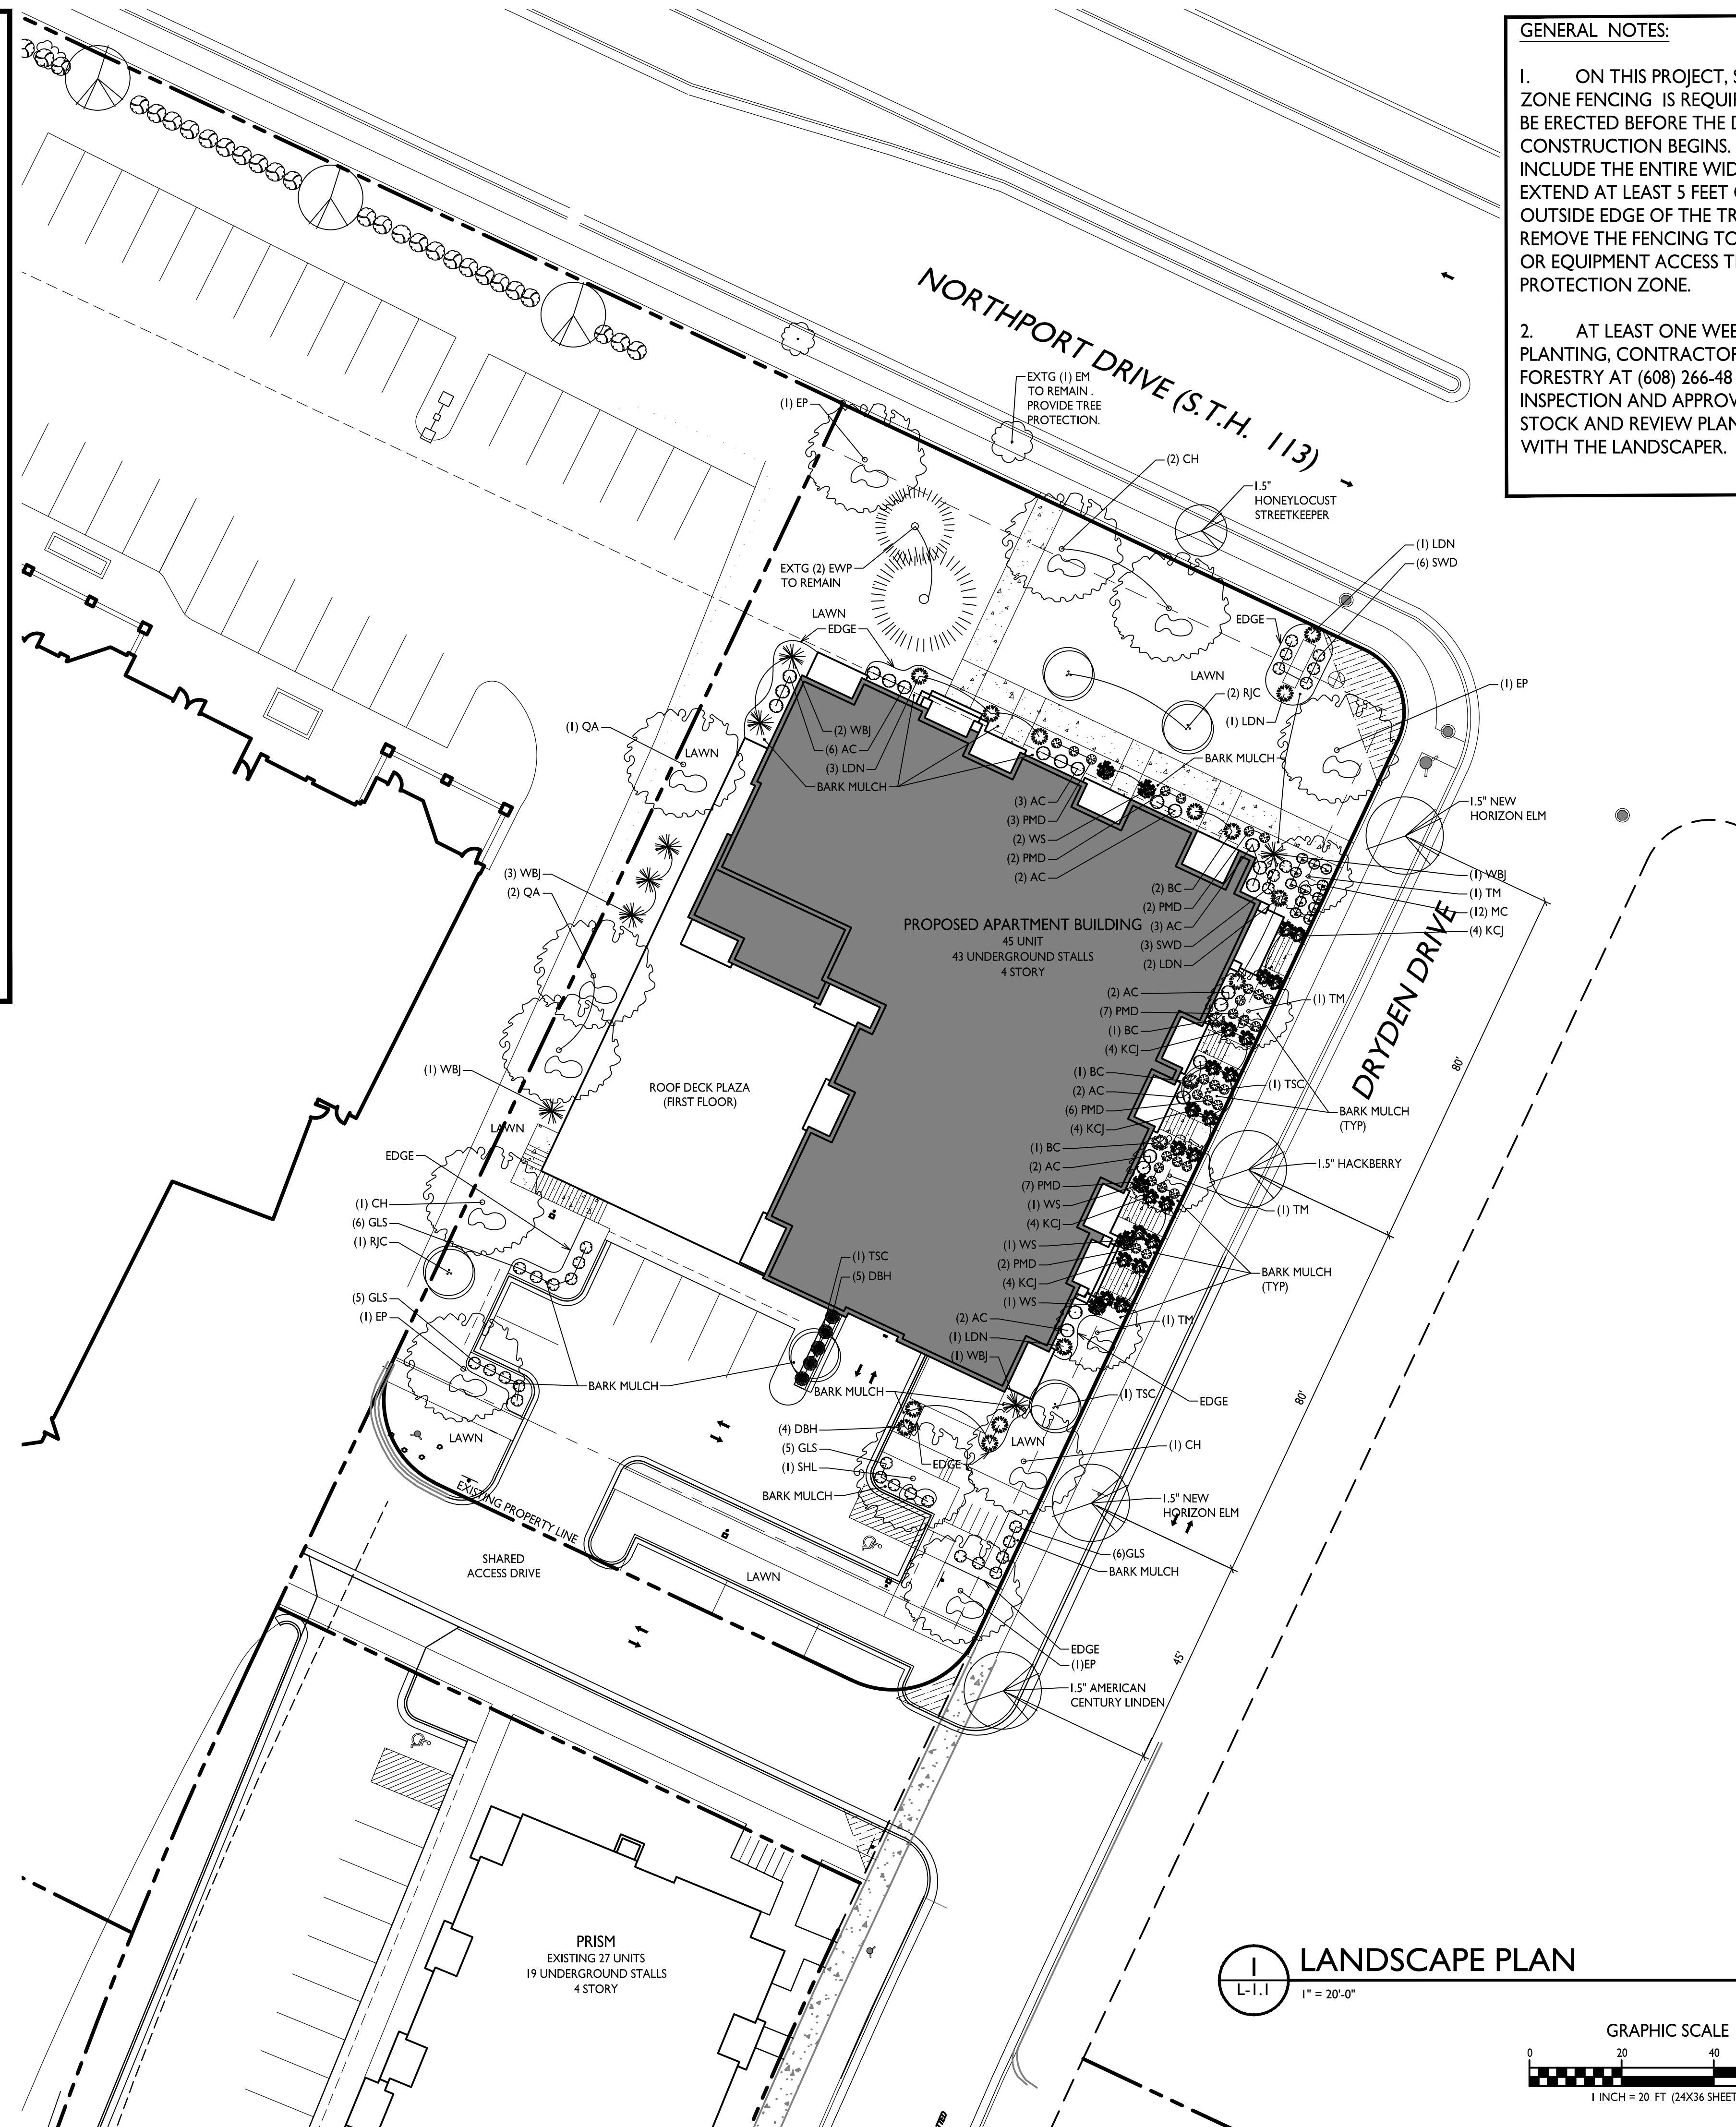 GENERAL NOTES:
1. ON THIS PROJECT,
ZONE FENCING IS
BE ERECTED BEFORE THE
CONSTRUCTION BEGINS.
INCLUDE THE ENTIRE
EXTEND AT LEAST 5 FEET
OUTSIDE EDGE OF THE
REMOVE THE FENCING TO
OR EQUIPMENT ACCESS
PROTECTION ZONE.
2. AT LEAST ONE
PLANTING,
FORESTRY AT (608) 266-48
INSPECTION AND
STOCK AND REVIEW
WITH THE LANDSCAPER.
NORTHPORT DRIVE (S.T.H. 113)
EXTG (1) EM
TO REMAIN .
PROVIDE TREE
PROTECTION.
(1) EP
(2) CH
1.5"
HONEYLOCUST
STREETKEEPER
(1) LDN
(6) SWD
EXTG (2) EWP
TO REMAIN
LAWN
EDGE
EDGE
LAWN
(2) RJC
(1) LDN
(1) EP
(1) QA
LAWN
(2) WBJ
(6) AC
(3) LDN
BARK MULCH
BARK MULCH
(3) AC
(3) PMD
(2) WS
(2) PMD
(2) AC
1.5" NEW
HORIZON ELM
(3) WBJ
(2) QA
(1) WBJ
(1) TM
(12) MC
(4) KCJ
(2) BC
(2) PMD
(3) AC
(3) SWD
(2) LDN
PROPOSED APARTMENT BUILDING
45 UNIT
43 UNDERGROUND STALLS
4 STORY
DRYDEN DRIVE
(2) AC
(7) PMD
(1) BC
(4) KCJ
(1) TM
80'
(1) WBJ
LAWN
ROOF DECK PLAZA
(FIRST FLOOR)
(1) BC
(2) AC
(6) PMD
(4) KCJ
(1) TSC
BARK MULCH
(TYP)
EDGE
(1) BC
(2) AC
(7) PMD
(1) WS
(4) KCJ
1.5" HACKBERRY
(1) TM
(1) CH
(6) GLS
(1) RJC
(1) WS
(2) PMD
(4) KCJ
(1) WS
BARK MULCH
(TYP)
(1) TSC
(5) DBH
(5) GLS
(1) EP
(2) AC
(1) LDN
(1) WBJ
(1) TM
BARK MULCH
BARK MULCH
(1) TSC
EDGE
80'
LAWN
(4) DBH
(5) GLS
(1) SHL
BARK MULCH
EDGE
LAWN
(1) CH
1.5" NEW
HORIZON ELM
EXISTING PROPERTY LINE
SHARED
ACCESS DRIVE
LAWN
(6)GLS
BARK MULCH
EDGE
(1)EP
1.5" AMERICAN
CENTURY LINDEN
45'
PRISM
EXISTING 27 UNITS
19 UNDERGROUND STALLS
4 STORY
1
L-1.1
LANDSCAPE PLAN
1" = 20'-0"
GRAPHIC SCALE
0 20 40
1 INCH = 20 FT (24X36 SHEET